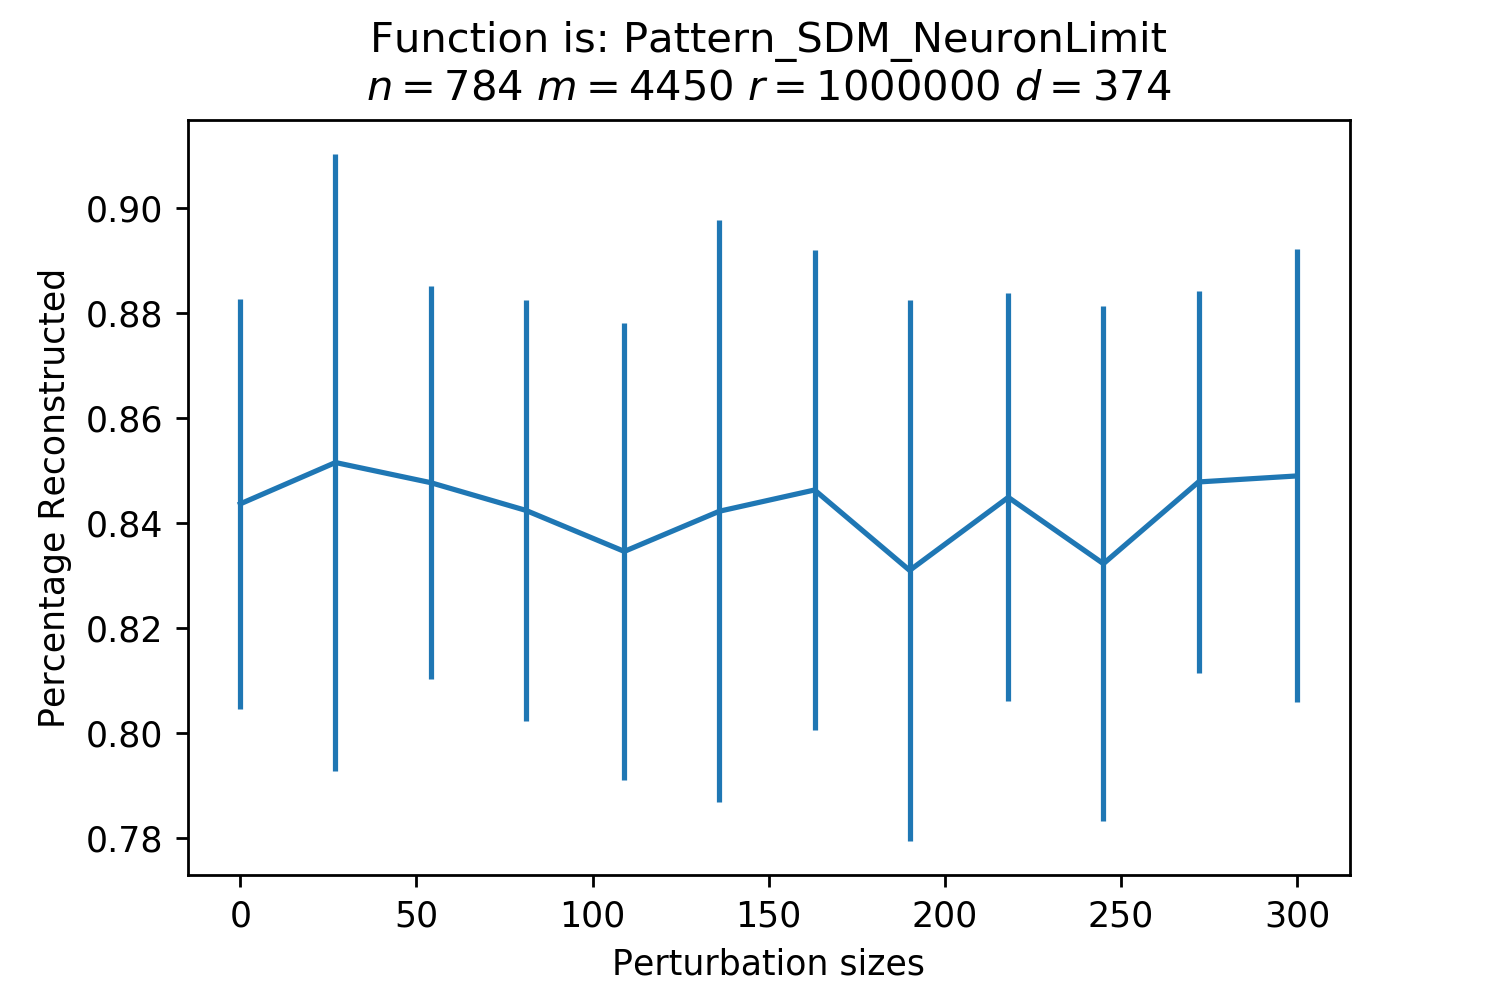 Function is: Pattern_SDM_NeuronLimit
n = 784 m = 4450 r = 1000000 d = 374
Percentage Reconstructed
0.90
0.88
0.86
0.84
0.82
0.80
0.78
0 50 100 150 200 250 300
Perturbation sizes